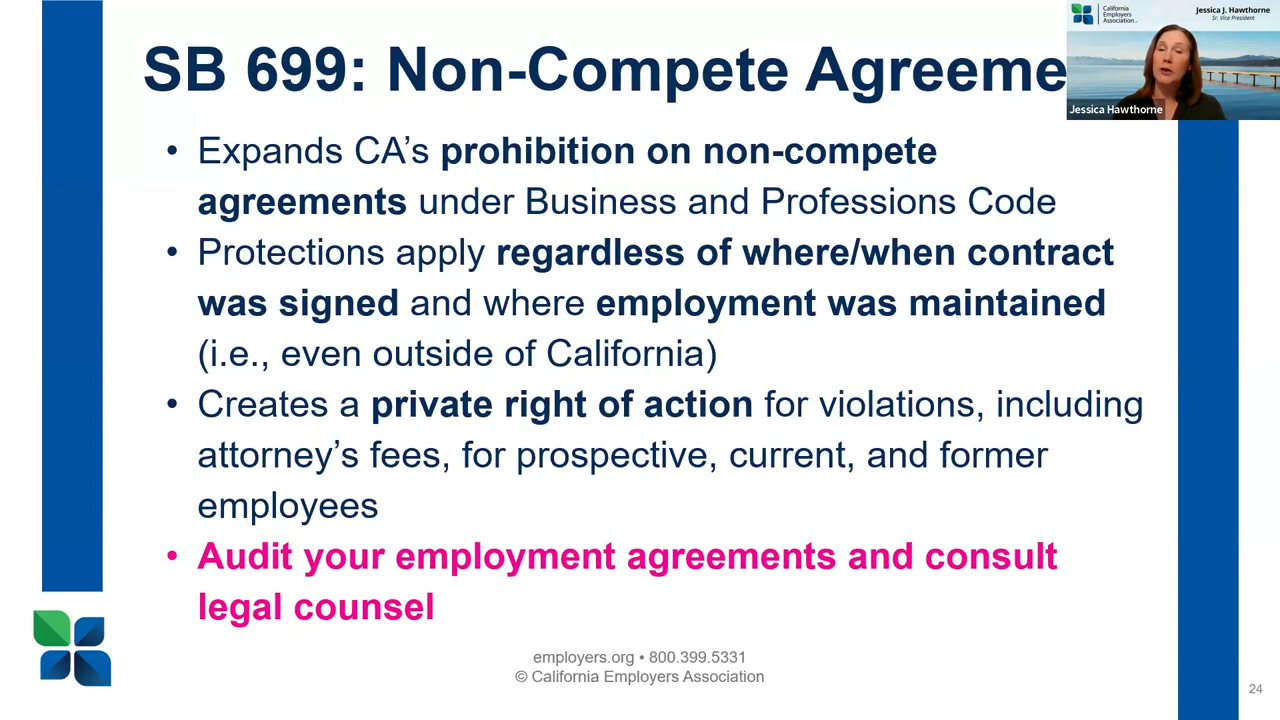 SB 699: Non-Compete Agreeme
California
Employers
Association
Jessica J. Hawthorne
Sr. Vice President
Jessica Hawthorne
• Expands CA’s prohibition on non-compete
agreements under Business and Professions Code
• Protections apply regardless of where/when contract
was signed and where employment was maintained
(i.e., even outside of California)
• Creates a private right of action for violations, including
attorney’s fees, for prospective, current, and former
employees
• Audit your employment agreements and consult
legal counsel
employers.org • 800.399.5331
© California Employers Association
24